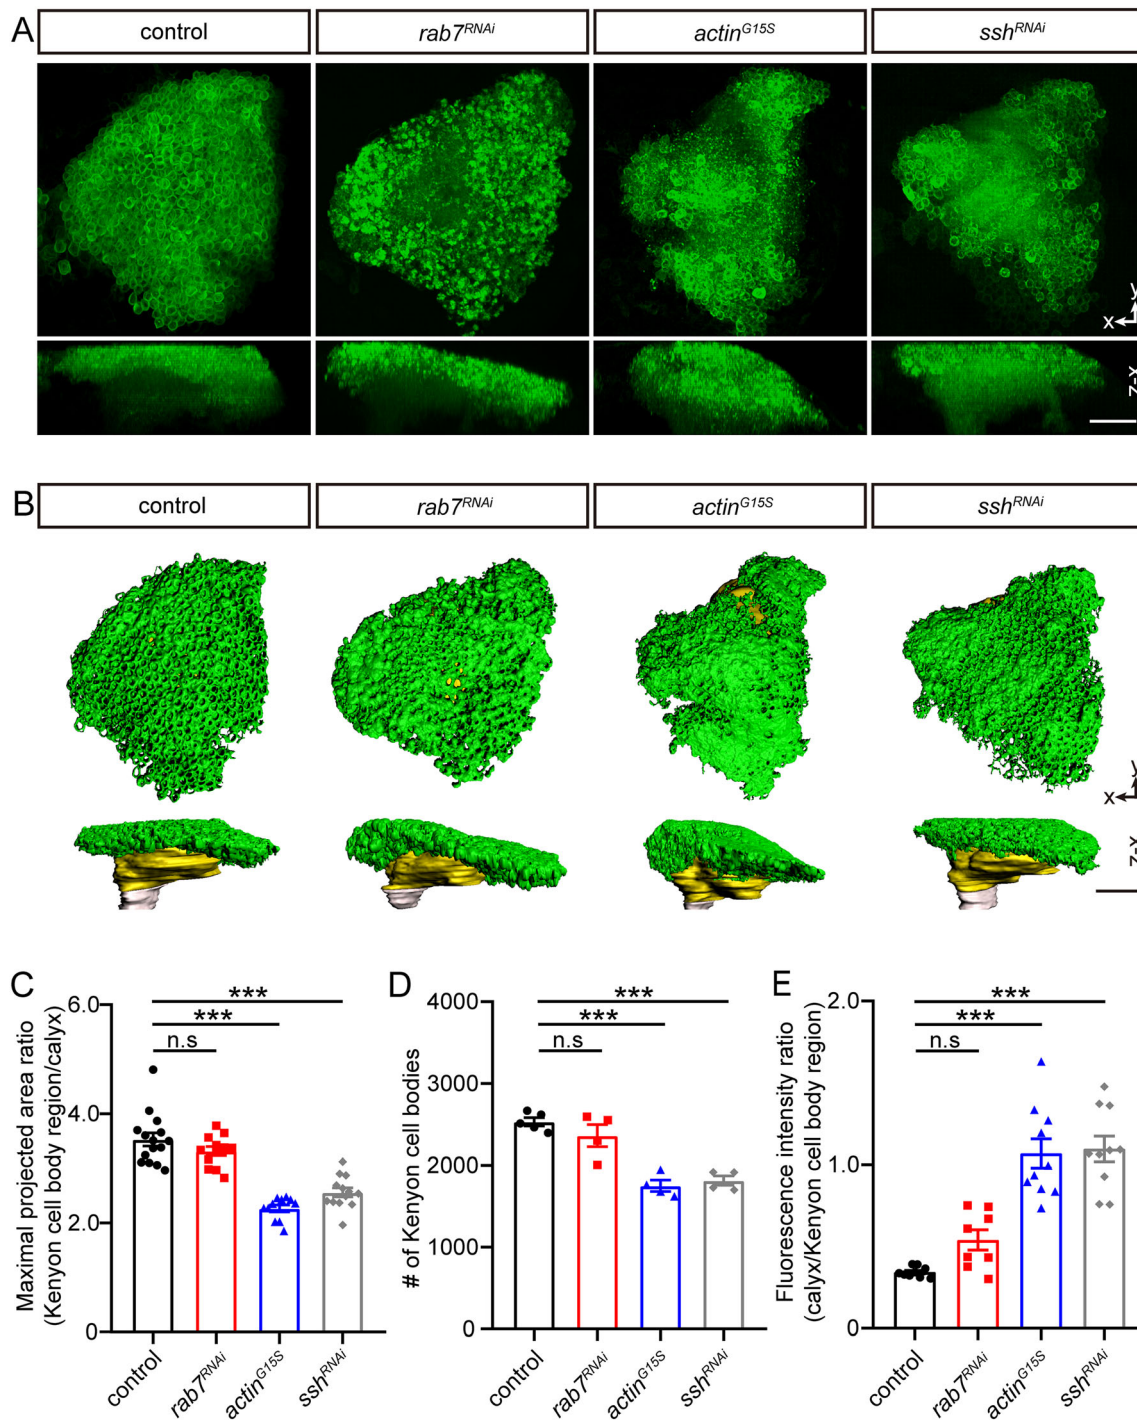 A
control
rab7RNAi
actinG15S
sshRNAi
y
x
z-x
B
control
rab7RNAi
actinG15S
sshRNAi
y
x
z-x
C
Maximal projected area ratio
(Kenyon cell body region/calyx)
6.0
4.0
2.0
0
***
***
n.s
control
rab7RNAi
actinG15S
sshRNAi
D
# of Kenyon cell bodies
4000
3000
2000
1000
0
***
***
n.s
control
rab7RNAi
actinG15S
sshRNAi
E
Fluorescence intensity ratio
(calyx/Kenyon cell body region)
2.0
1.0
0
***
***
n.s
control
rab7RNAi
actinG15S
sshRNAi